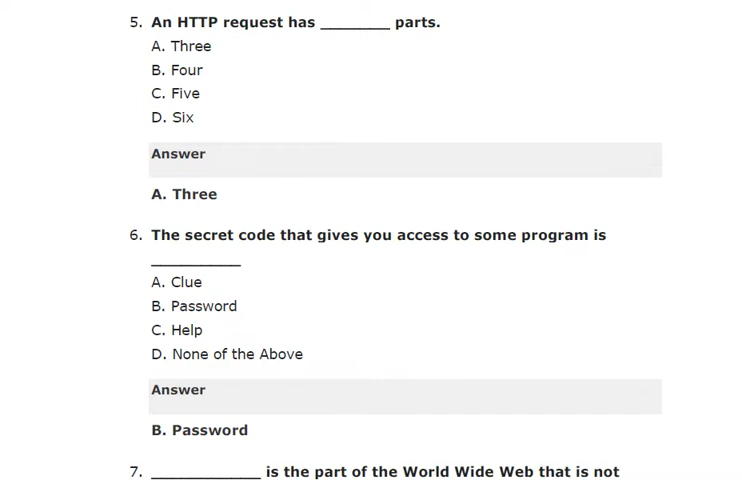 5. An HTTP request has ________ parts.
A. Three
B. Four
C. Five
D. Six
Answer
A. Three
6. The secret code that gives you access to some program is
__________
A. Clue
B. Password
C. Help
D. None of the Above
Answer
B. Password
7. ____________ is the part of the World Wide Web that is not